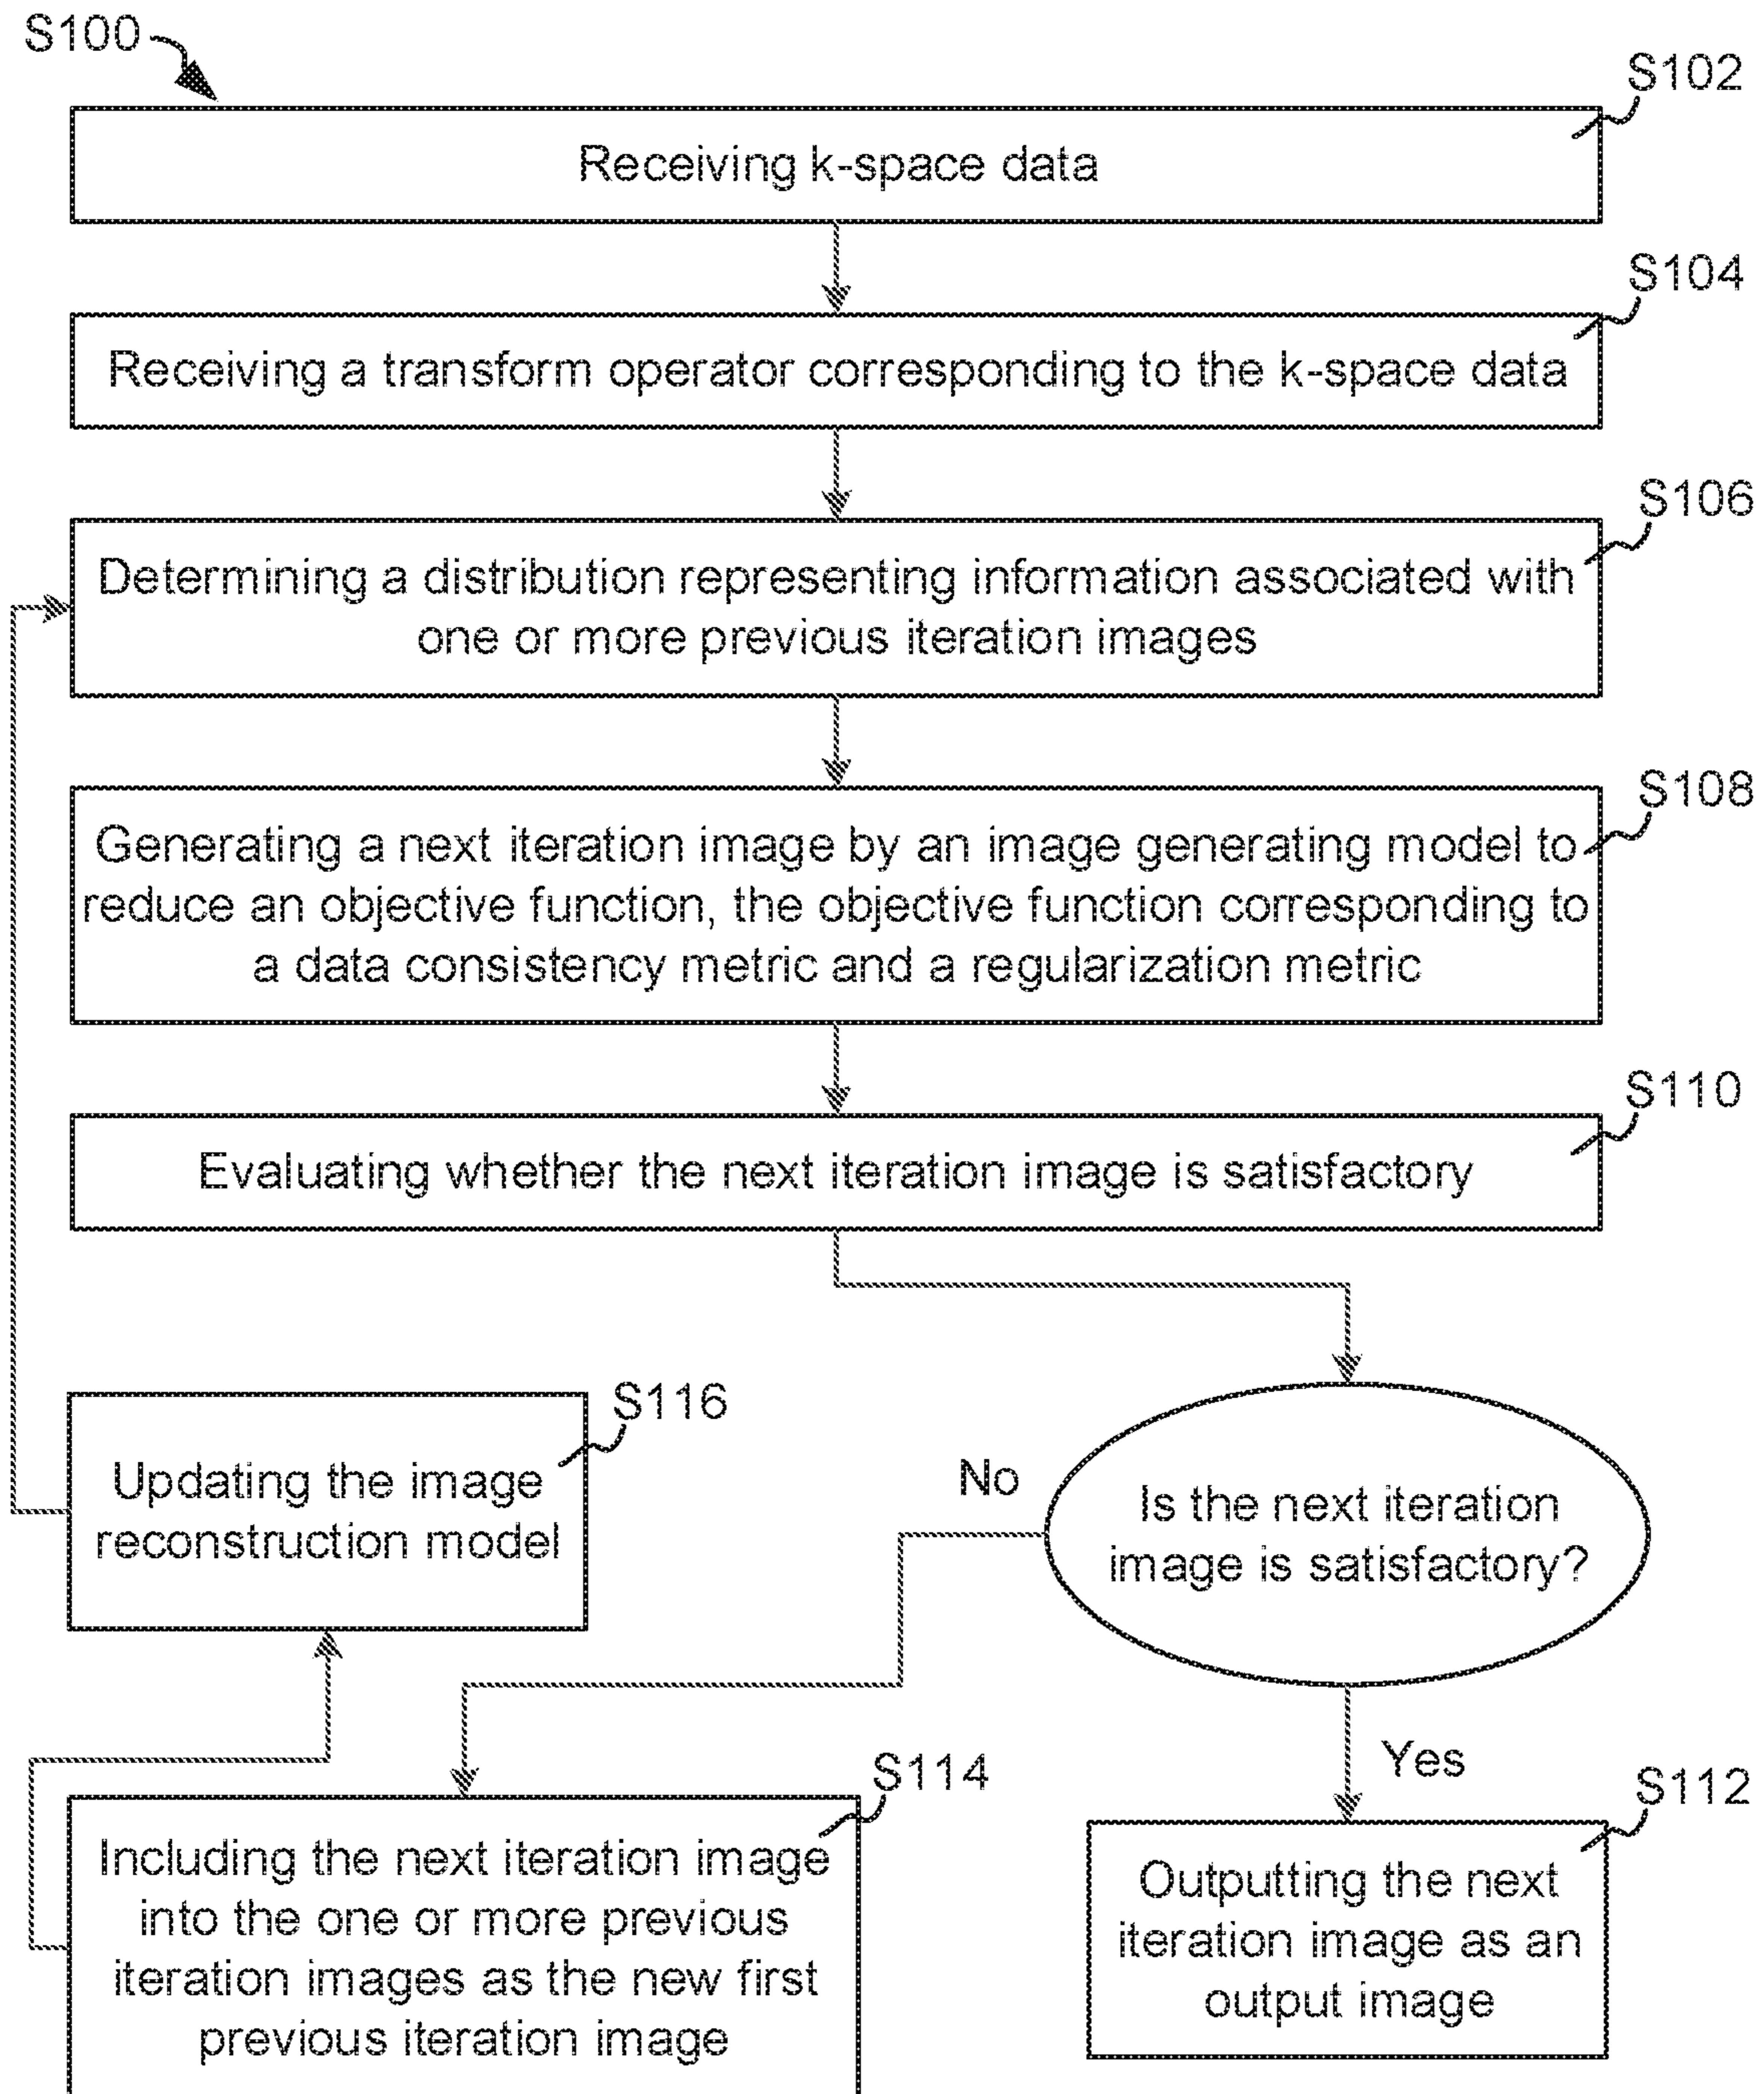 S100
S102
Receiving k-space data
S104
Receiving a transform operator corresponding to the k-space data
S106
Determining a distribution representing information associated with
one or more previous iteration images
S108
Generating a next iteration image by an image generating model to
reduce an objective function, the objective function corresponding to
a data consistency metric and a regularization metric
S110
Evaluating whether the next iteration image is satisfactory
S116
Updating the image
reconstruction model
No
Is the next iteration
image is satisfactory?
Yes
S114
Including the next iteration image
into the one or more previous
iteration images as the new first
previous iteration image
S112
Outputting the next
iteration image as an
output image